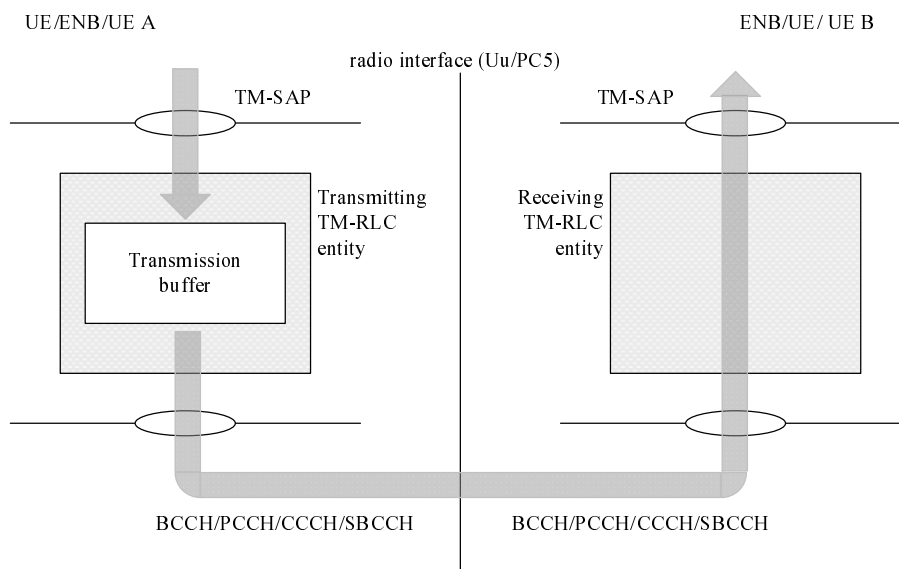 UE/ENB/UE A
ENB/UE/ UE B
radio interface (Uu/PC5)
TM-SAP
TM-SAP
Transmitting
TM-RLC
entity
Receiving
TM-RLC
entity
Transmission
buffer
BCCH/PCCH/CCCH/SBCCH
BCCH/PCCH/CCCH/SBCCH